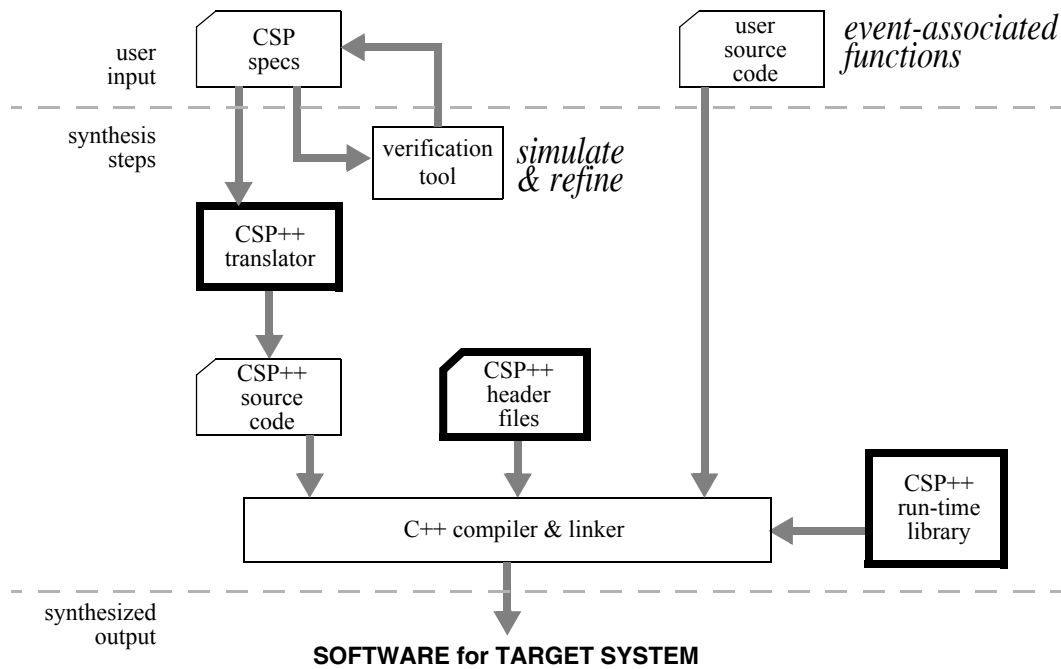 user
input
CSP
specs
user
source
code
event-associated
functions
synthesis
steps
verification
tool
simulate
& refine
CSP++
translator
CSP++
source
code
CSP++
header
files
CSP++
run-time
library
C++ compiler & linker
synthesized
output
SOFTWARE for TARGET SYSTEM